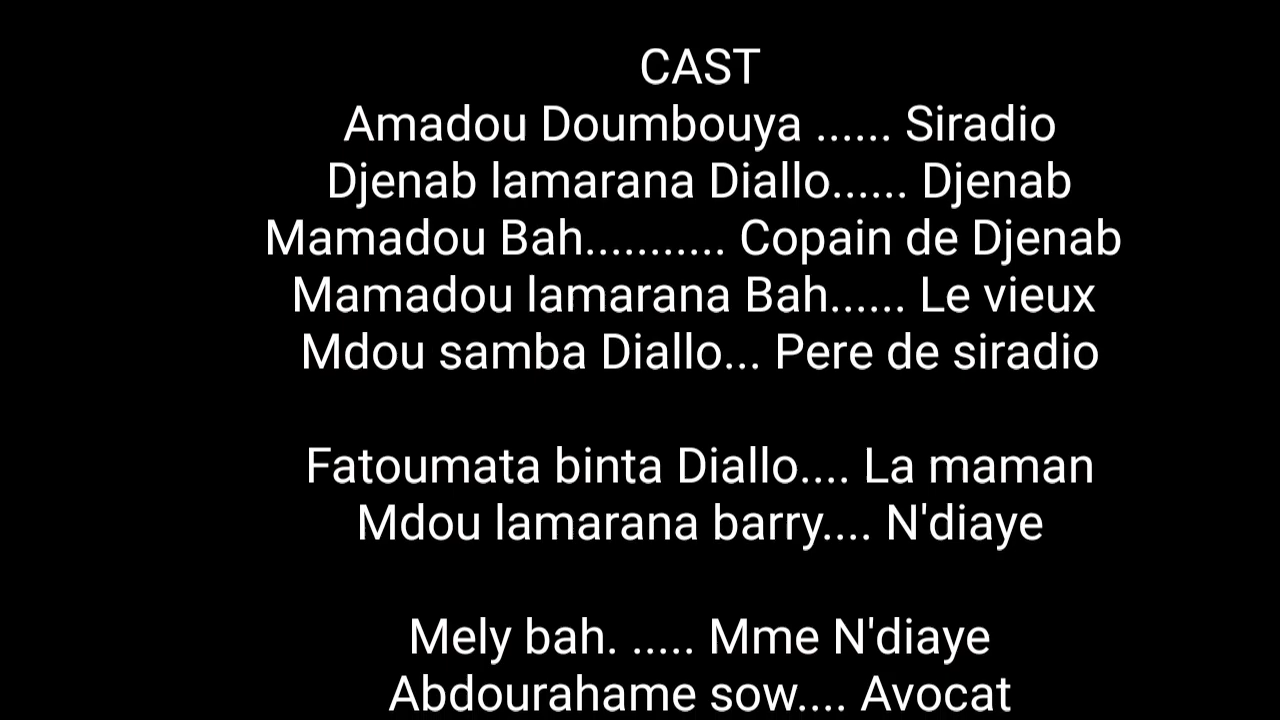 CAST
Amadou Doumbouya ...... Siradio
Djenab lamarana Diallo...... Djenab
Mamadou Bah........... Copain de Djenab
Mamadou lamarana Bah...... Le vieux
Mdou samba Diallo... Pere de siradio
Fatoumata binta Diallo.... La maman
Mdou lamarana barry.... N'diaye
Mely bah. ..... Mme N'diaye
Abdourahame sow.... Avocat